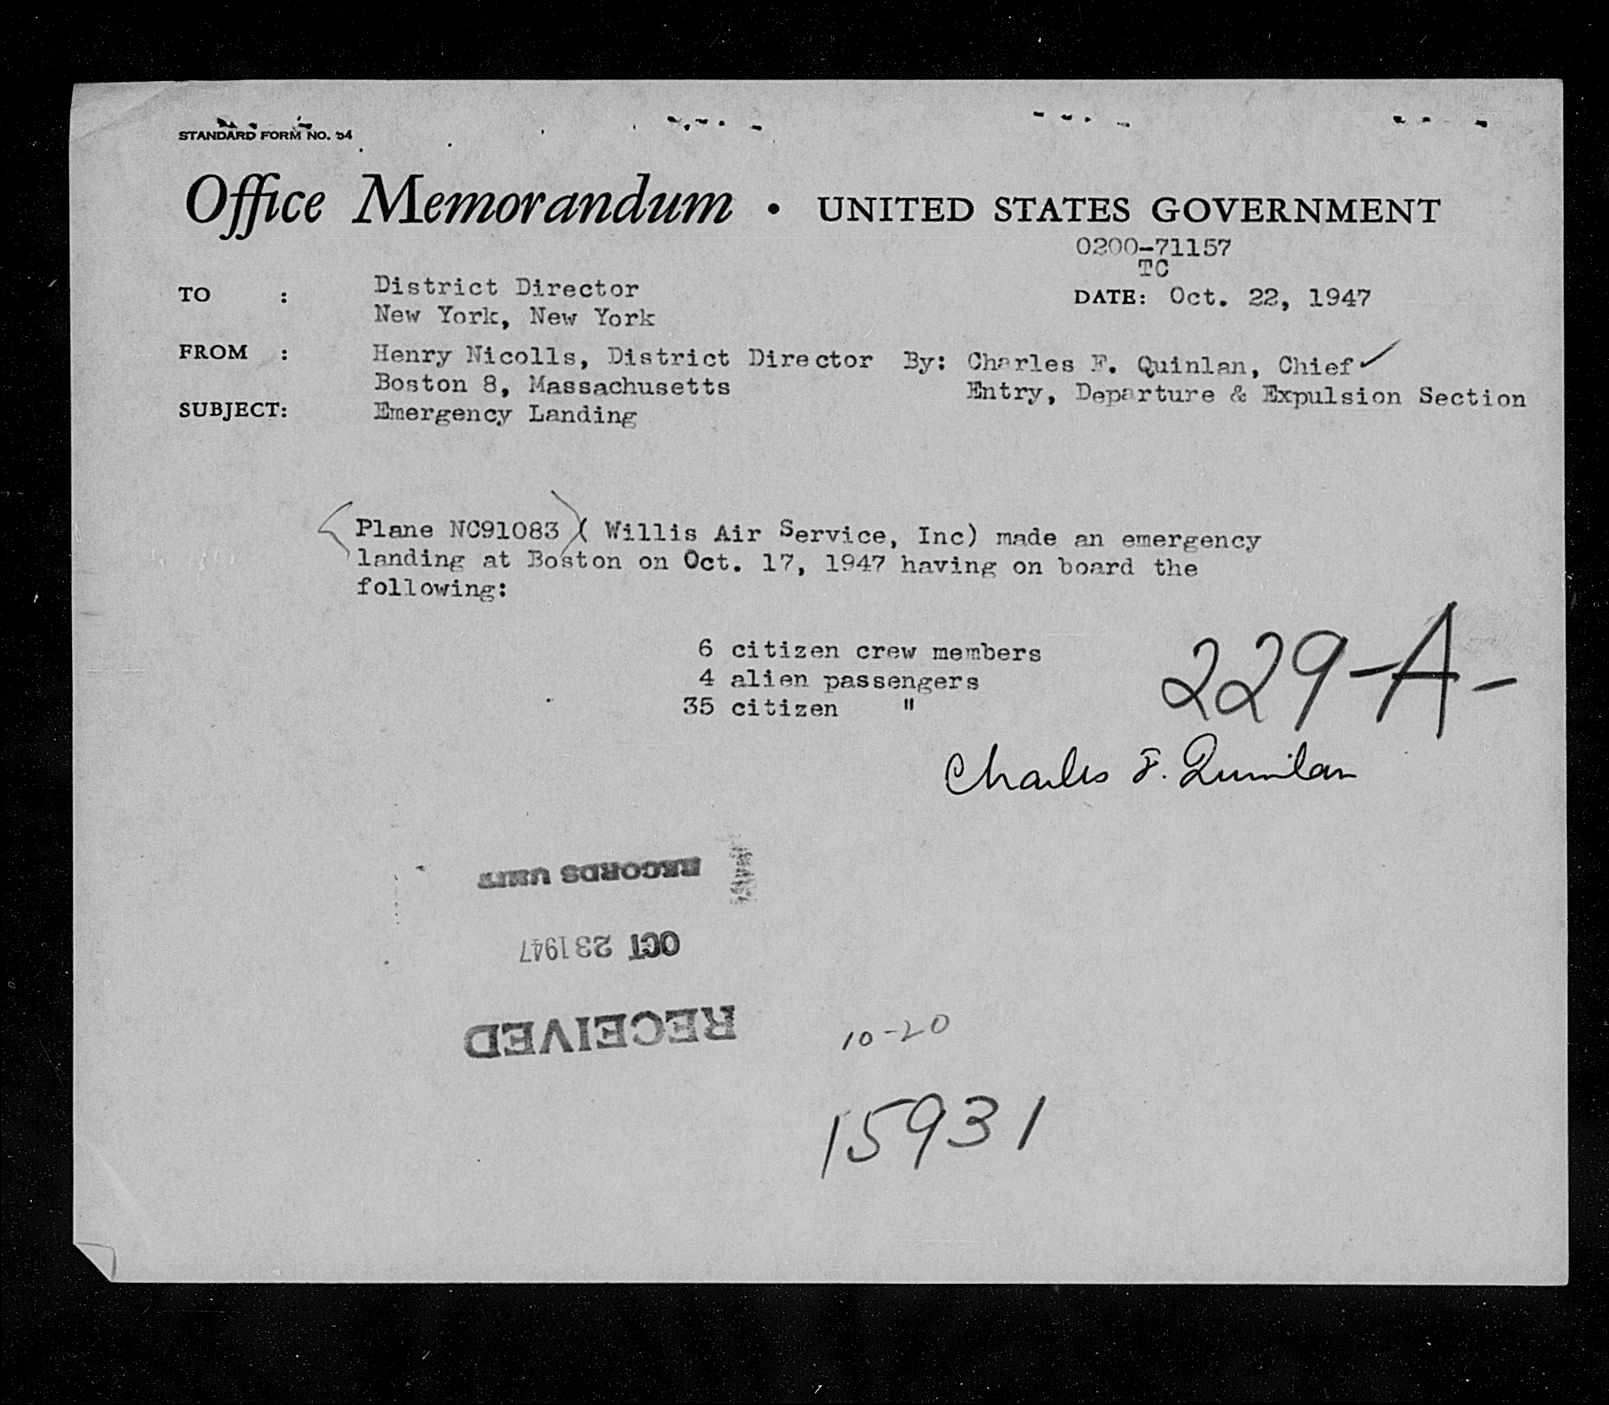 STANDARD FORM NO. 64
Office Memorandum • UNITED STATES GOVERNMENT
0200-71157
TC
TO : District Director DATE: Oct. 22, 1947
New York, New York
FROM : Henry Nicolls, District Director By: Charles F. Quinlan, Chief ✓
Boston 8, Massachusetts Entry, Departure & Expulsion Section
SUBJECT: Emergency Landing
Plane NC91083 ( Willis Air Service, Inc) made an emergency
landing at Boston on Oct. 17, 1947 having on board the
following:
6 citizen crew members
4 alien passengers
35 citizen "
229-A-
Charles F. Quinlan
RECORDS UNIT
OCT 23 1947
RECEIVED
10-20
15931